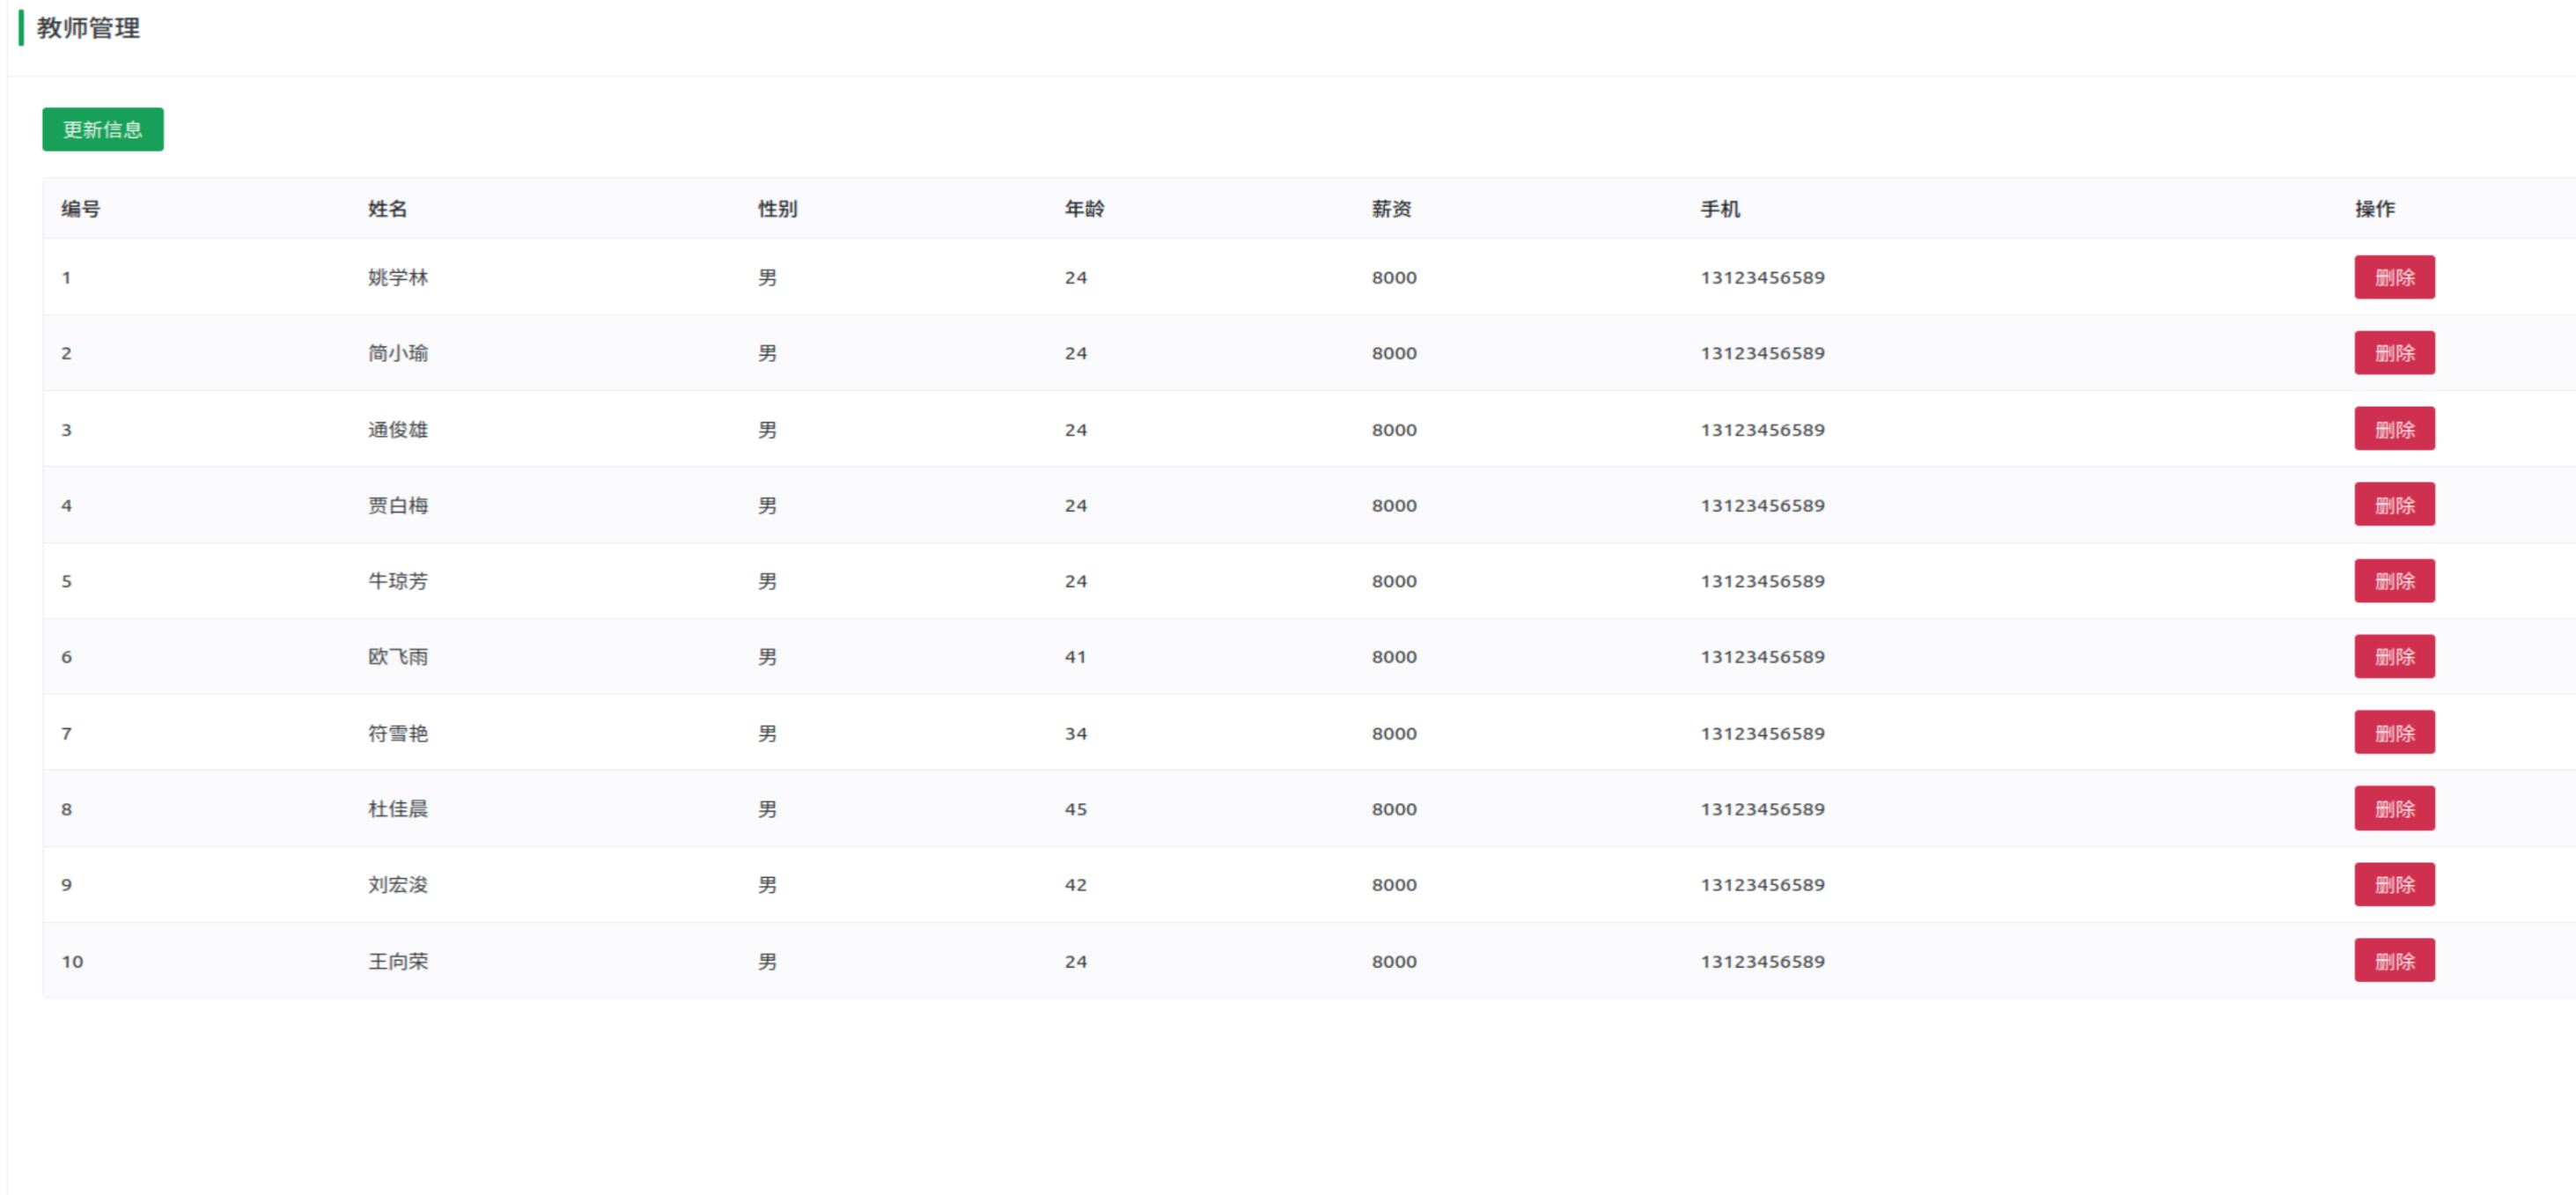 教师管理
更新信息
编号 姓名 性别 年龄 薪资 手机 操作
1 姚学林 男 24 8000 13123456589 删除
2 简小瑜 男 24 8000 13123456589 删除
3 通俊雄 男 24 8000 13123456589 删除
4 贾白梅 男 24 8000 13123456589 删除
5 牛琼芳 男 24 8000 13123456589 删除
6 欧飞雨 男 41 8000 13123456589 删除
7 符雪艳 男 34 8000 13123456589 删除
8 杜佳晨 男 45 8000 13123456589 删除
9 刘宏浚 男 42 8000 13123456589 删除
10 王向荣 男 24 8000 13123456589 删除